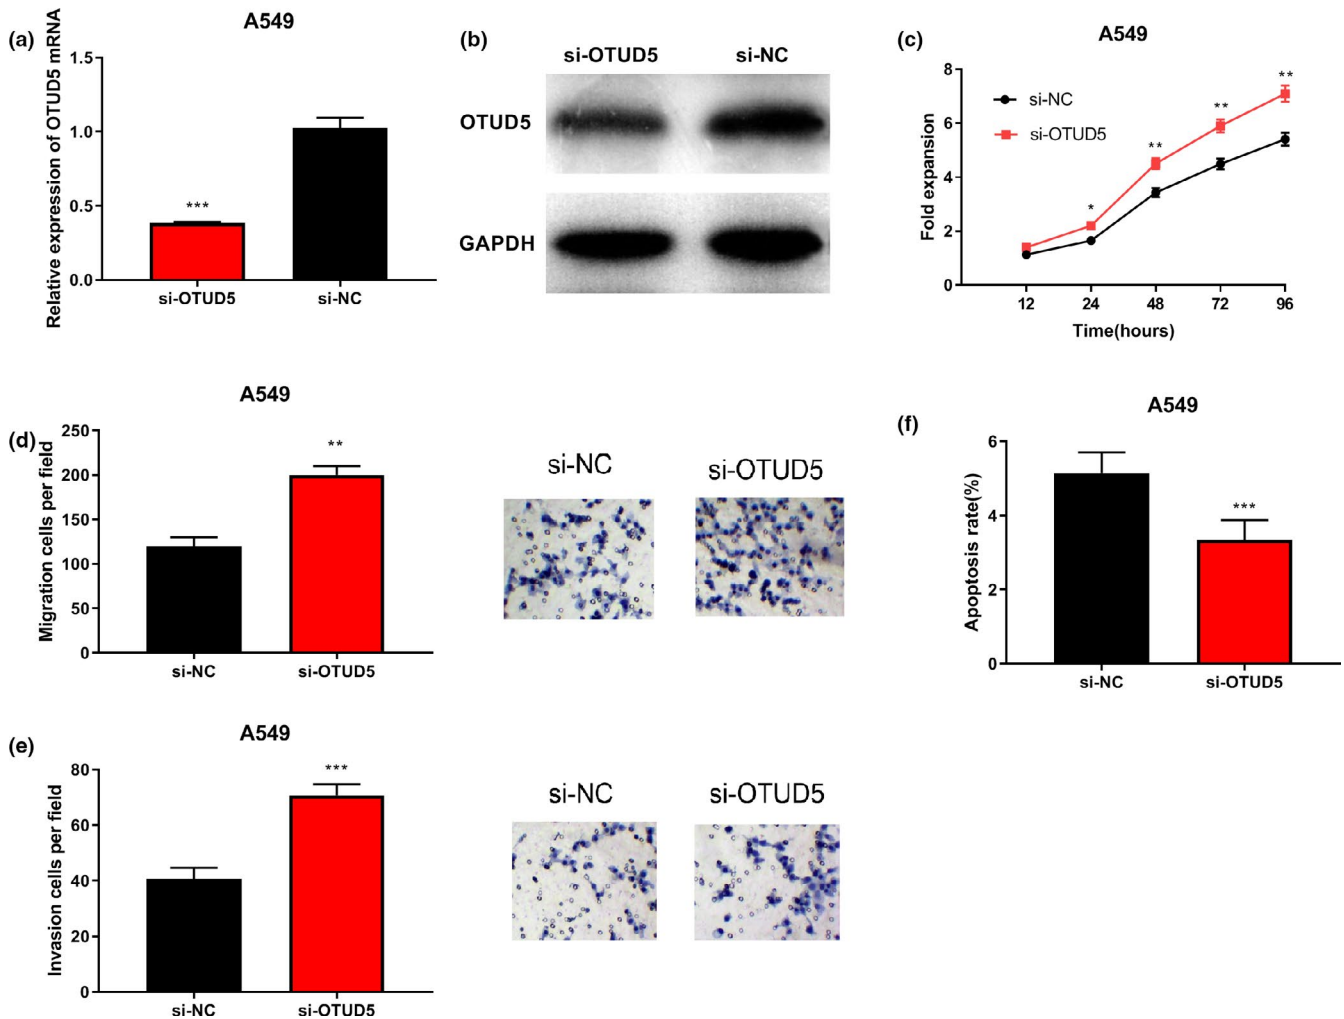 (a)
A549
Relative expression of OTUD5 mRNA
1.5
1.0
0.5
0.0
***
si-OTUD5 si-NC
(b)
si-OTUD5 si-NC
OTUD5
GAPDH
(c)
A549
Fold expansion
8
6
4
2
0
si-NC
si-OTUD5
* ** ** **
12 24 48 72 96
Time(hours)
(d)
A549
Migration cells per field
250
200
150
100
50
0
**
si-NC si-OTUD5
si-NC si-OTUD5
(f)
A549
Apoptosis rate(%)
6
4
2
0
***
si-NC si-OTUD5
(e)
A549
Invasion cells per field
80
60
40
20
0
***
si-NC si-OTUD5
si-NC si-OTUD5